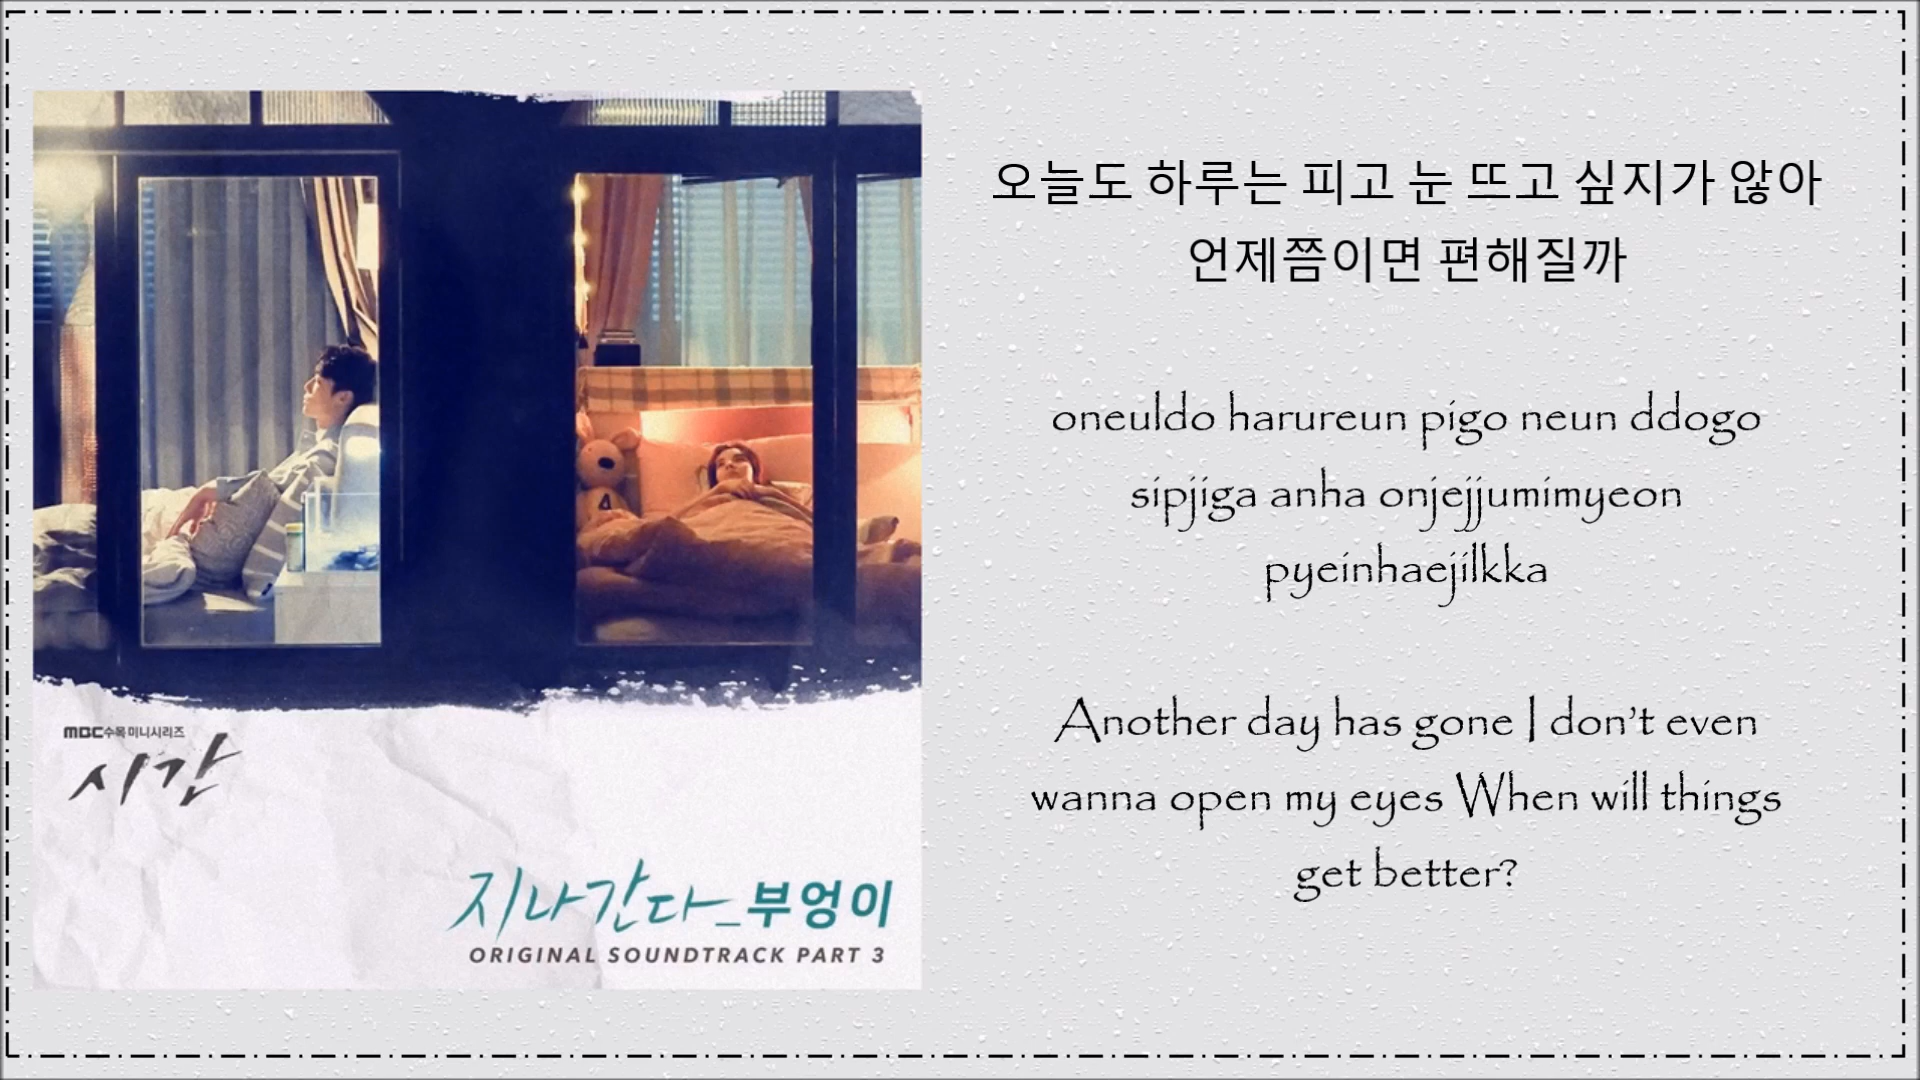 MBC수목 미니시리즈
시간
지나간다_부엉이
ORIGINAL SOUNDTRACK PART 3
오늘도 하루는 피고 눈 뜨고 싶지가 않아
언제쯤이면 편해질까
oneuldo harureun pigo neun ddogo
sipjiga anha onjejjumimyeon
pyeinhaejilkka
Another day has gone I don't even
wanna open my eyes When will things
get better?